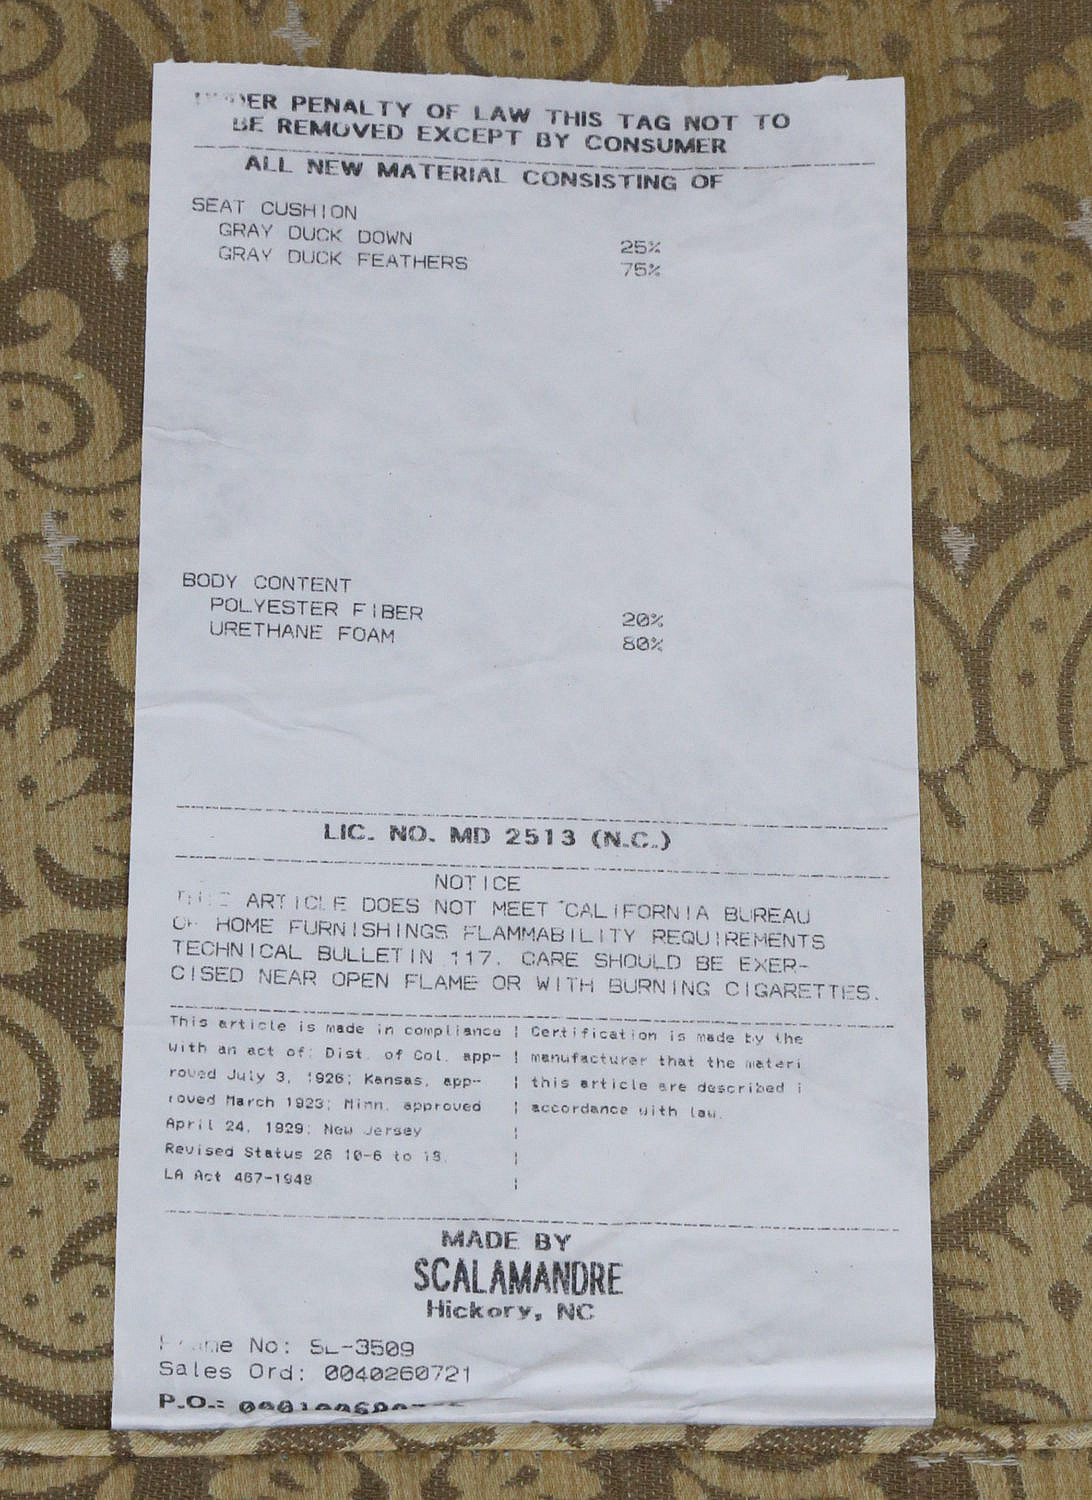 UNDER PENALTY OF LAW THIS TAG NOT TO
BE REMOVED EXCEPT BY CONSUMER
ALL NEW MATERIAL CONSISTING OF
SEAT CUSHION
GRAY DUCK DOWN 25%
GRAY DUCK FEATHERS 75%
BODY CONTENT
POLYESTER FIBER 20%
URETHANE FOAM 80%
LIC. NO. MD 2513 (N.C.)
NOTICE
THIS ARTICLE DOES NOT MEET CALIFORNIA BUREAU
OF HOME FURNISHINGS FLAMMABILITY REQUIREMENTS
TECHNICAL BULLETIN 117. CARE SHOULD BE EXER-
CISED NEAR OPEN FLAME OR WITH BURNING CIGARETTES.
This article is made in compliance
with an act of: Dist. of Col. app-
roved July 3, 1926; Kansas, app-
roved March 1923; Minn. approved
April 24, 1929; New Jersey
Revised Status 26 10-6 to 18.
LA Act 467-1948
Certification is made by the
manufacturer that the materi
this article are described i
accordance with law.
MADE BY
SCALAMANDRE
Hickory, NC
Frame No: SL-3509
Sales Ord: 0040260721
P.O.: